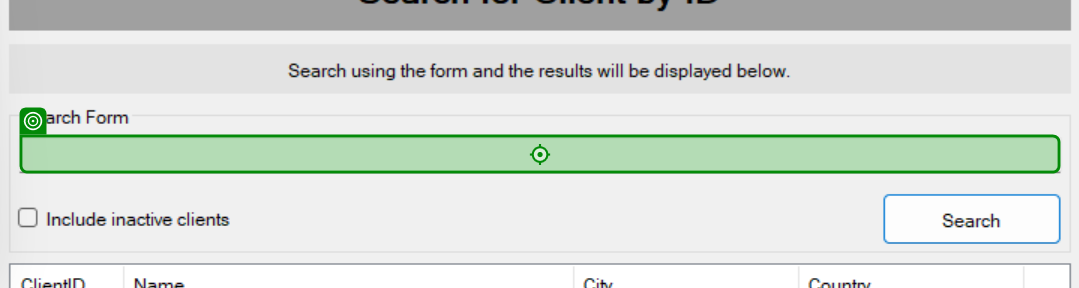 Search for Client by ID
Search using the form and the results will be displayed below.
arch Form
Include inactive clients
Search
ClientID Name City Country